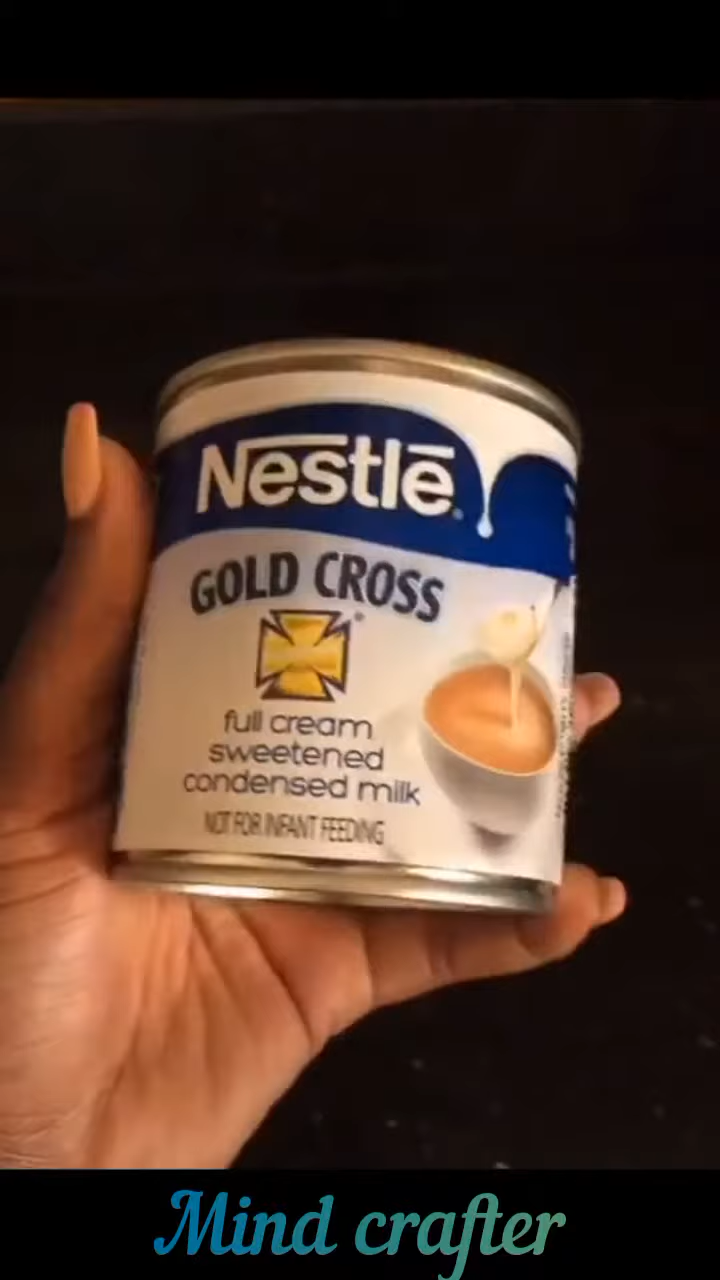 Nestlé
GOLD CROSS
full cream
sweetened
condensed milk
NOT FOR INFANT FEEDING
Mind crafter